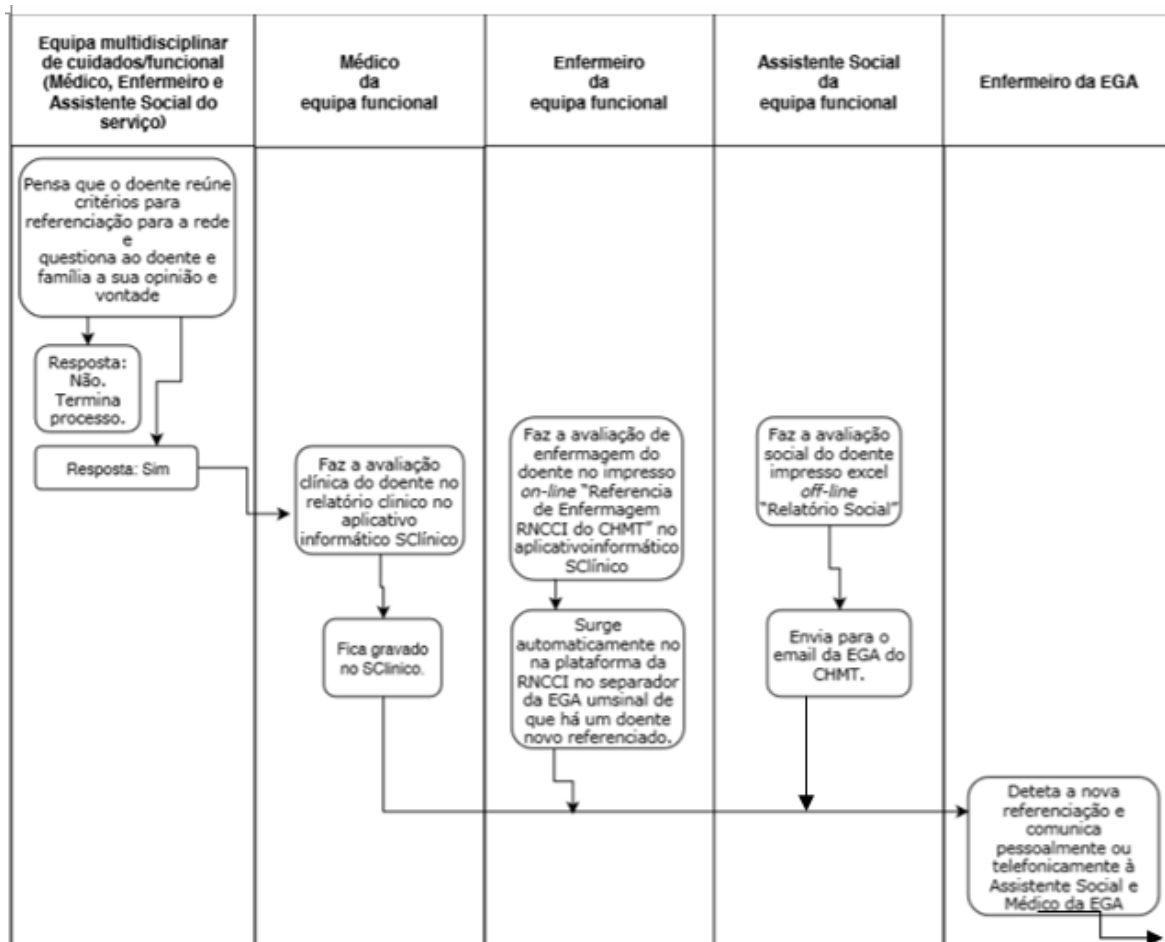 Equipa multidisciplinar
de cuidados/funcional
(Médico, Enfermeiro e
Assistente Social do
serviço)
Médico
da
equipa funcional
Enfermeiro
da
equipa funcional
Assistente Social
da
equipa funcional
Enfermeiro da EGA
Pensa que o doente reúne
critérios para
referenciação para a rede
e
questiona ao doente e
família a sua opinião e
vontade
Resposta:
Não.
Termina
processo.
Resposta: Sim
Faz a avaliação
clínica do doente no
relatório clinico no
aplicativo
informático SClínico
Fica gravado
no SClinico.
Faz a avaliação de
enfermagem do
doente no impresso
on-line “Referencia
de Enfermagem
RNCCI do CHMT” no
aplicativoinformático
SClínico
Surge
automaticamente no
na plataforma da
RNCCI no separador
da EGA umsinal de
que há um doente
novo referenciado.
Faz a avaliação
social do doente
impresso excel
off-line
“Relatório Social”
Envia para o
email da EGA do
CHMT.
Deteta a nova
referenciação e
comunica
pessoalmente ou
telefonicamente à
Assistente Social e
Médico da EGA